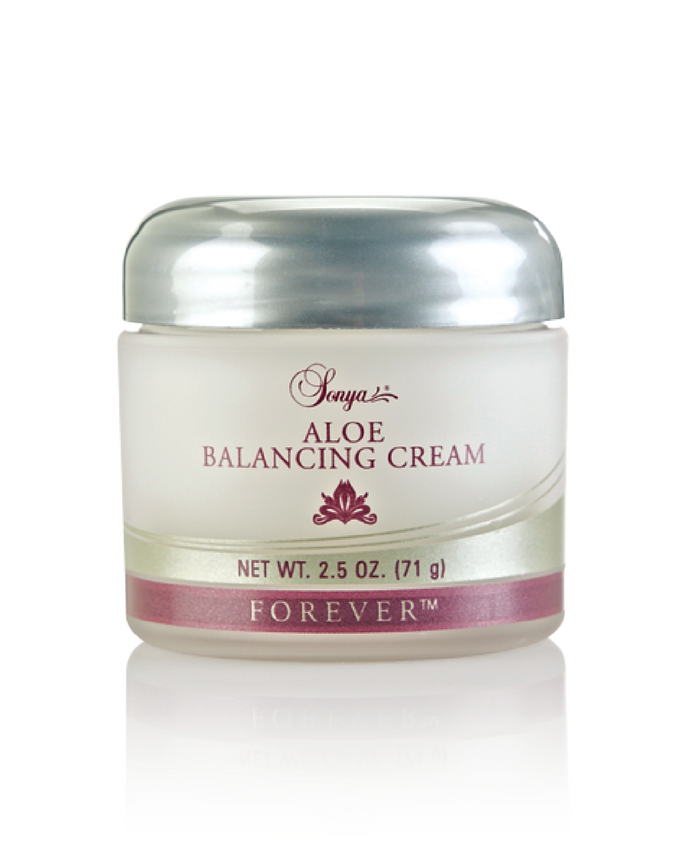 Sonya®
ALOE
BALANCING CREAM
NET WT. 2.5 OZ. (71 g)
FOREVER™